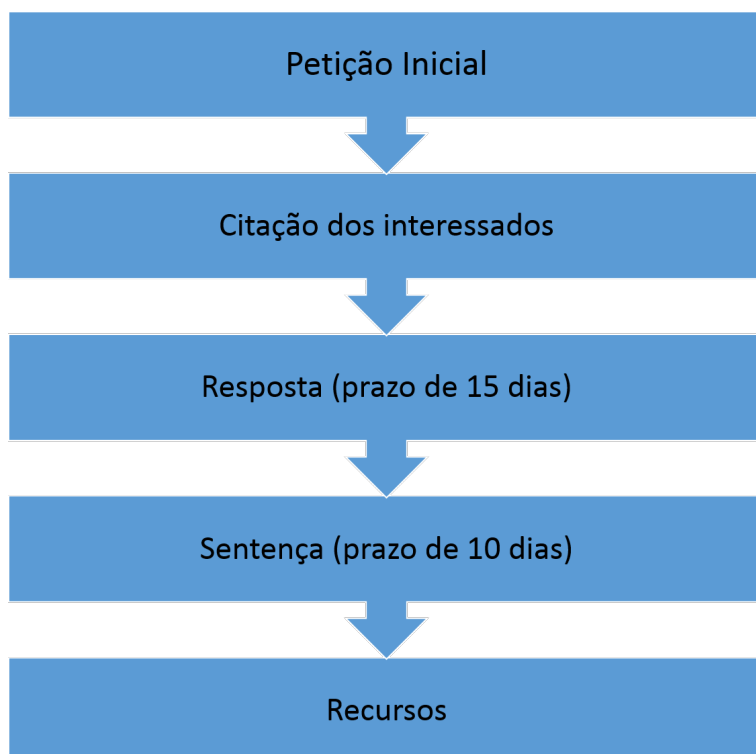 Petição Inicial
Citação dos interessados
Resposta (prazo de 15 dias)
Sentença (prazo de 10 dias)
Recursos